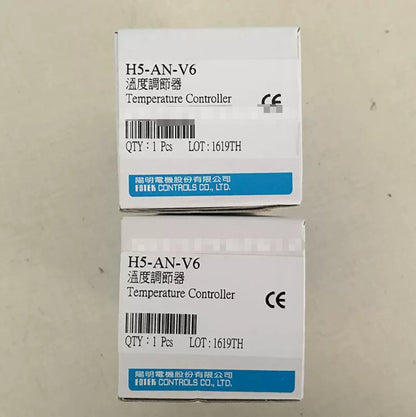 H5-AN-V6
溫度調節器
Temperature Controller
CE
QTY：1 Pcs LOT：1619TH
陽明電機股份有限公司
FOTEK CONTROLS CO., LTD.
H5-AN-V6
溫度調節器
Temperature Controller
CE
QTY：1 Pcs LOT：1619TH
陽明電機股份有限公司
FOTEK CONTROLS CO., LTD.